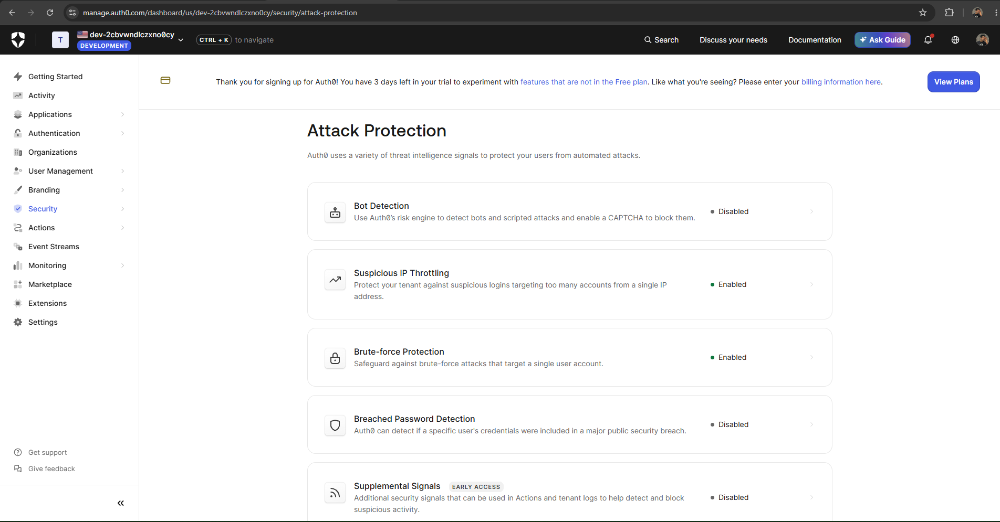 manage.auth0.com/dashboard/us/dev-2cbvwndlczxno0cy/security/attack-protection
T
dev-2cbvwndlczxno0cy
DEVELOPMENT
CTRL + K to navigate
Search
Discuss your needs
Documentation
Ask Guide
Getting Started
Activity
Applications
Authentication
Organizations
User Management
Branding
Security
Actions
Event Streams
Monitoring
Marketplace
Extensions
Settings
Get support
Give feedback
Thank you for signing up for Auth0! You have 3 days left in your trial to experiment with features that are not in the Free plan. Like what you're seeing? Please enter your billing information here.
View Plans
Attack Protection
Auth0 uses a variety of threat intelligence signals to protect your users from automated attacks.
Bot Detection
Use Auth0’s risk engine to detect bots and scripted attacks and enable a CAPTCHA to block them.
Disabled
Suspicious IP Throttling
Protect your tenant against suspicious logins targeting too many accounts from a single IP
address.
Enabled
Brute-force Protection
Safeguard against brute-force attacks that target a single user account.
Enabled
Breached Password Detection
Auth0 can detect if a specific user's credentials were included in a major public security breach.
Disabled
Supplemental Signals EARLY ACCESS
Additional security signals that can be used in Actions and tenant logs to help detect and block
suspicious activity.
Disabled